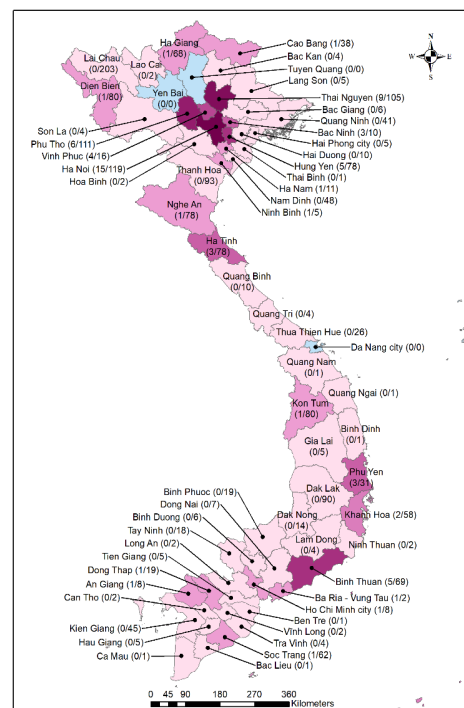 Ha Giang
(1/68)
Cao Bang (1/38)
Lai Chau
(0/203)
Lao Cai
(0/2)
Bac Kan (0/4)
Tuyen Quang (0/0)
Lang Son (0/5)
Dien Bien
(1/80)
Yen Bai
(0/0)
Thai Nguyen (9/105)
Bac Giang (0/6)
Quang Ninh (0/41)
Son La (0/4)
Bac Ninh (3/10)
Phu Tho (6/111)
Hai Phong city (0/5)
Vinh Phuc (4/16)
Hai Duong (0/10)
Ha Noi (15/119)
Hung Yen (5/78)
Hoa Binh (0/2)
Thai Binh (0/1)
Thanh Hoa
(0/93)
Ha Nam (1/11)
Nam Dinh (0/48)
Ninh Binh (1/5)
Nghe An
(1/78)
Ha Tinh
(3/78)
Quang Binh
(0/10)
Quang Tri (0/4)
Thua Thien Hue (0/26)
Da Nang city (0/0)
Quang Nam
(0/1)
Quang Ngai (0/1)
Kon Tum
(1/80)
Binh Dinh
(0/1)
Gia Lai
(0/5)
Phu Yen
(3/31)
Dak Lak
(0/90)
Binh Phuoc (0/19)
Dong Nai (0/7)
Dak Nong
(0/14)
Khanh Hoa (2/58)
Binh Duong (0/6)
Tay Ninh (0/18)
Lam Dong
(0/4)
Ninh Thuan (0/2)
Long An (0/2)
Tien Giang (0/5)
Binh Thuan (5/69)
Dong Thap (1/19)
An Giang (1/8)
Ba Ria - Vung Tau (1/2)
Can Tho (0/2)
Ho Chi Minh city (1/8)
Ben Tre (0/1)
Kien Giang (0/45)
Vinh Long (0/2)
Hau Giang (0/5)
Tra Vinh (0/4)
Ca Mau (0/1)
Soc Trang (1/62)
Bac Lieu (0/1)
N
W E
S
0 45 90 180 270 360
Kilometers